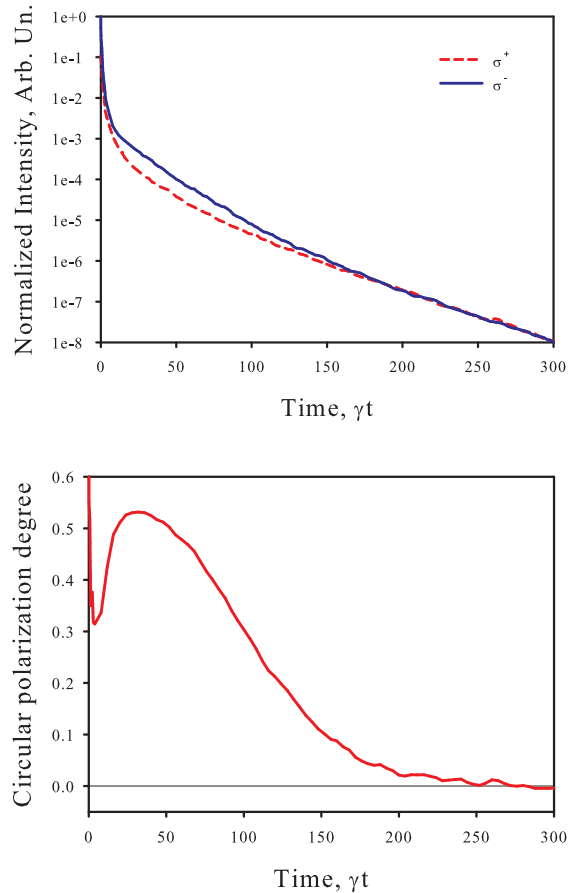 Normalized Intensity, Arb. Un.
1e+0
1e-1
1e-2
1e-3
1e-4
1e-5
1e-6
1e-7
1e-8
σ+
σ-
0 50 100 150 200 250 300
Time, γt
Circular polarization degree
0.6
0.5
0.4
0.3
0.2
0.1
0.0
0 50 100 150 200 250 300
Time, γt